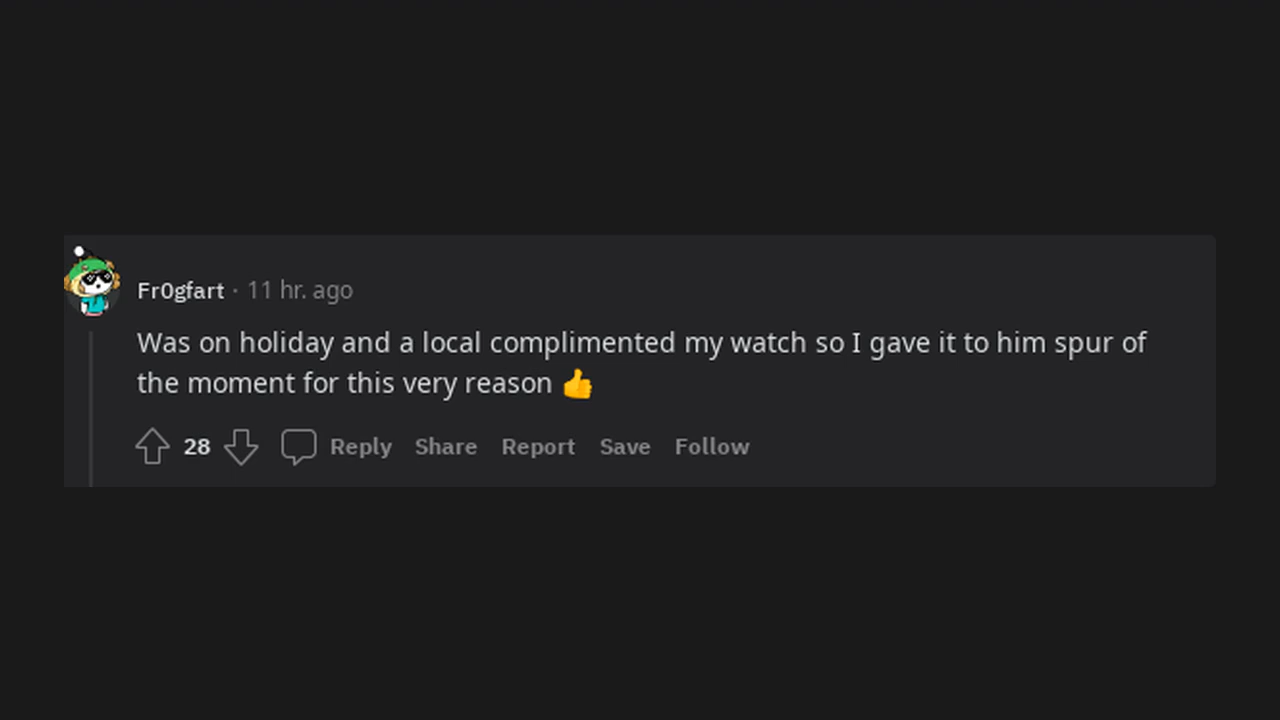 Fr0gfart · 11 hr. ago
Was on holiday and a local complimented my watch so I gave it to him spur of
the moment for this very reason 👍
28 Reply Share Report Save Follow